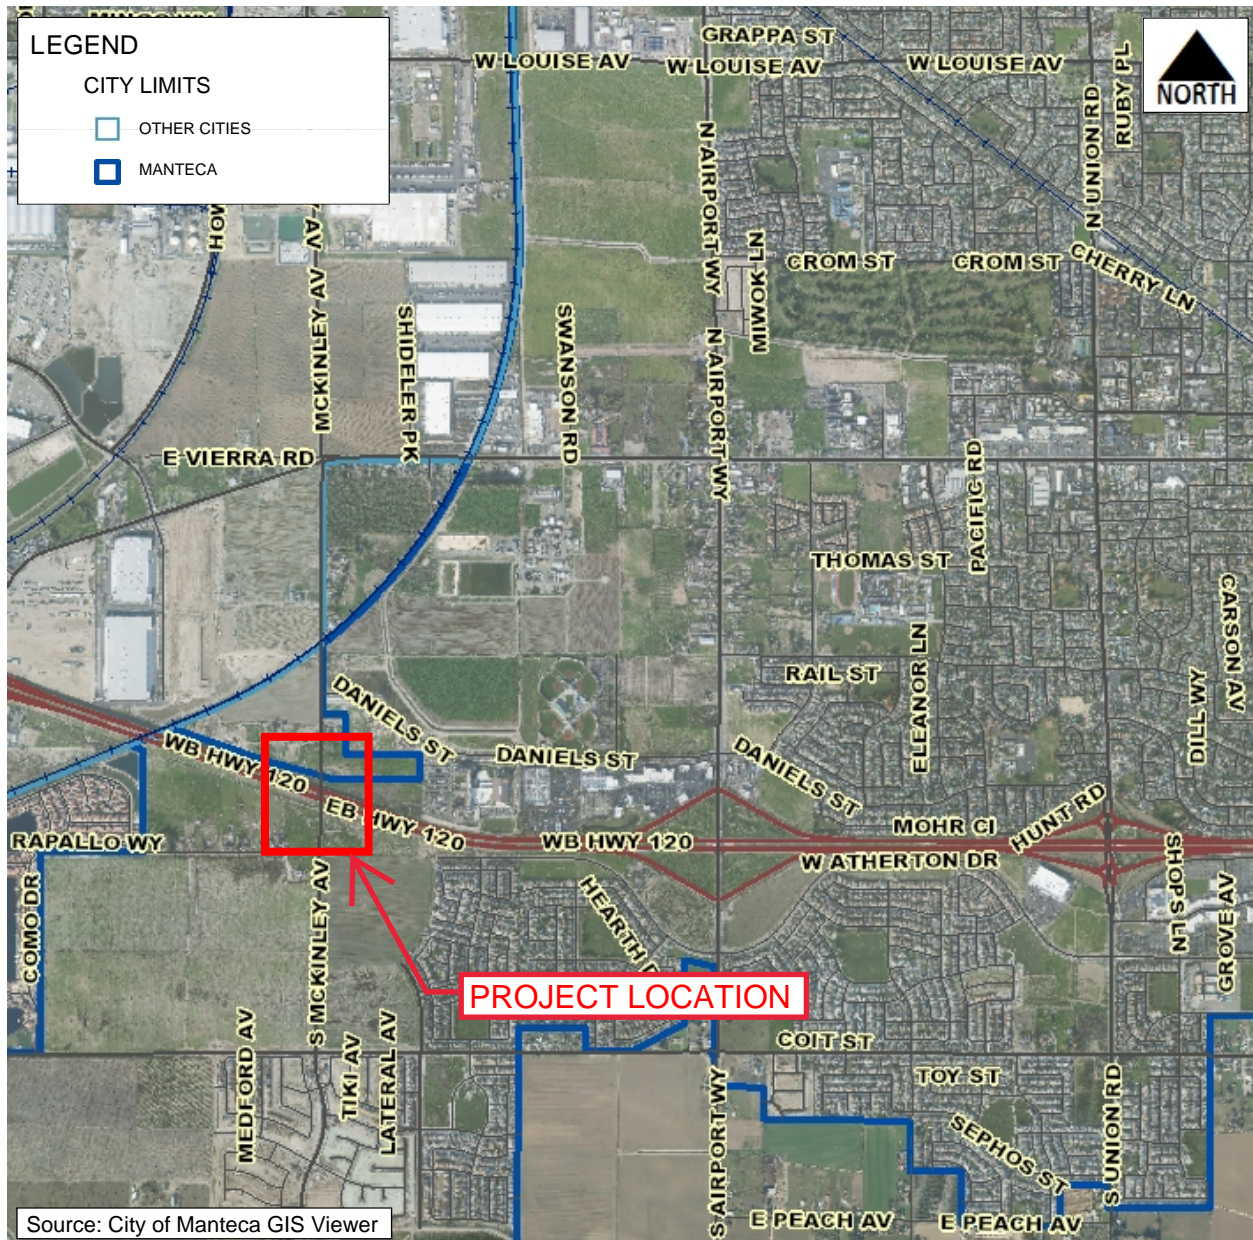 LEGEND
CITY LIMITS
OTHER CITIES
MANTECA
NORTH
GRAPPA ST
W LOUISE AV
W LOUISE AV
W LOUISE AV
RUBY PL
N UNION RD
N AIRPORT WY
MIMOK LN
CROM ST
CROM ST
CHERRY LN
MCKINLEY AV
SHIDELER PK
SWANSON RD
N AIRPORT WY
E VIERRA RD
PACIFIC RD
THOMAS ST
CARSON AV
ELEANOR LN
RAIL ST
DILL WY
DANIELS ST
DANIELS ST
DANIELS ST
WB HWY 120
EB HWY 120
WB HWY 120
MOHR CI
HUNT RD
W ATHERTON DR
RAPALLO WY
COMO DR
S MCKINLEY AV
HEARTH
SHOPS LN
GROVE AV
PROJECT LOCATION
COIT ST
MEDFORD AV
TIKI AV
LATERAL AV
TOY ST
SEPHOS ST
S UNION RD
S AIRPORT WY
E PEACH AV
E PEACH AV
Source: City of Manteca GIS Viewer